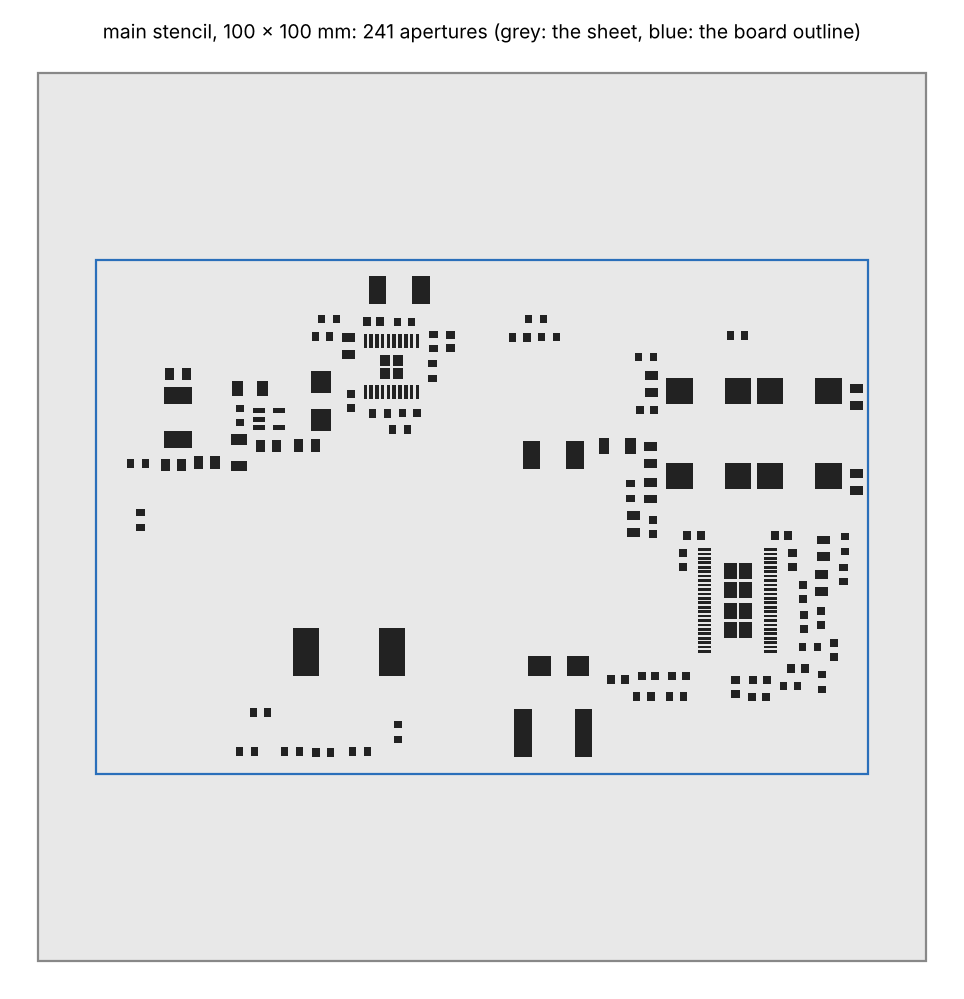 main stencil, 100 × 100 mm: 241 apertures (grey: the sheet, blue: the board outline)